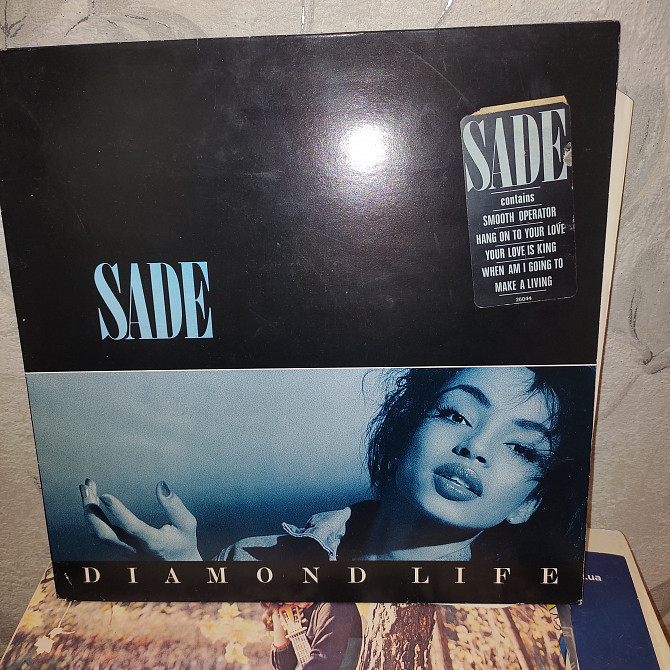 SADE
contains
SMOOTH OPERATOR
HANG ON TO YOUR LOVE
YOUR LOVE IS KING
WHEN AM I GOING TO
MAKE A LIVING
26044
SADE
DIAMOND LIFE
.ua